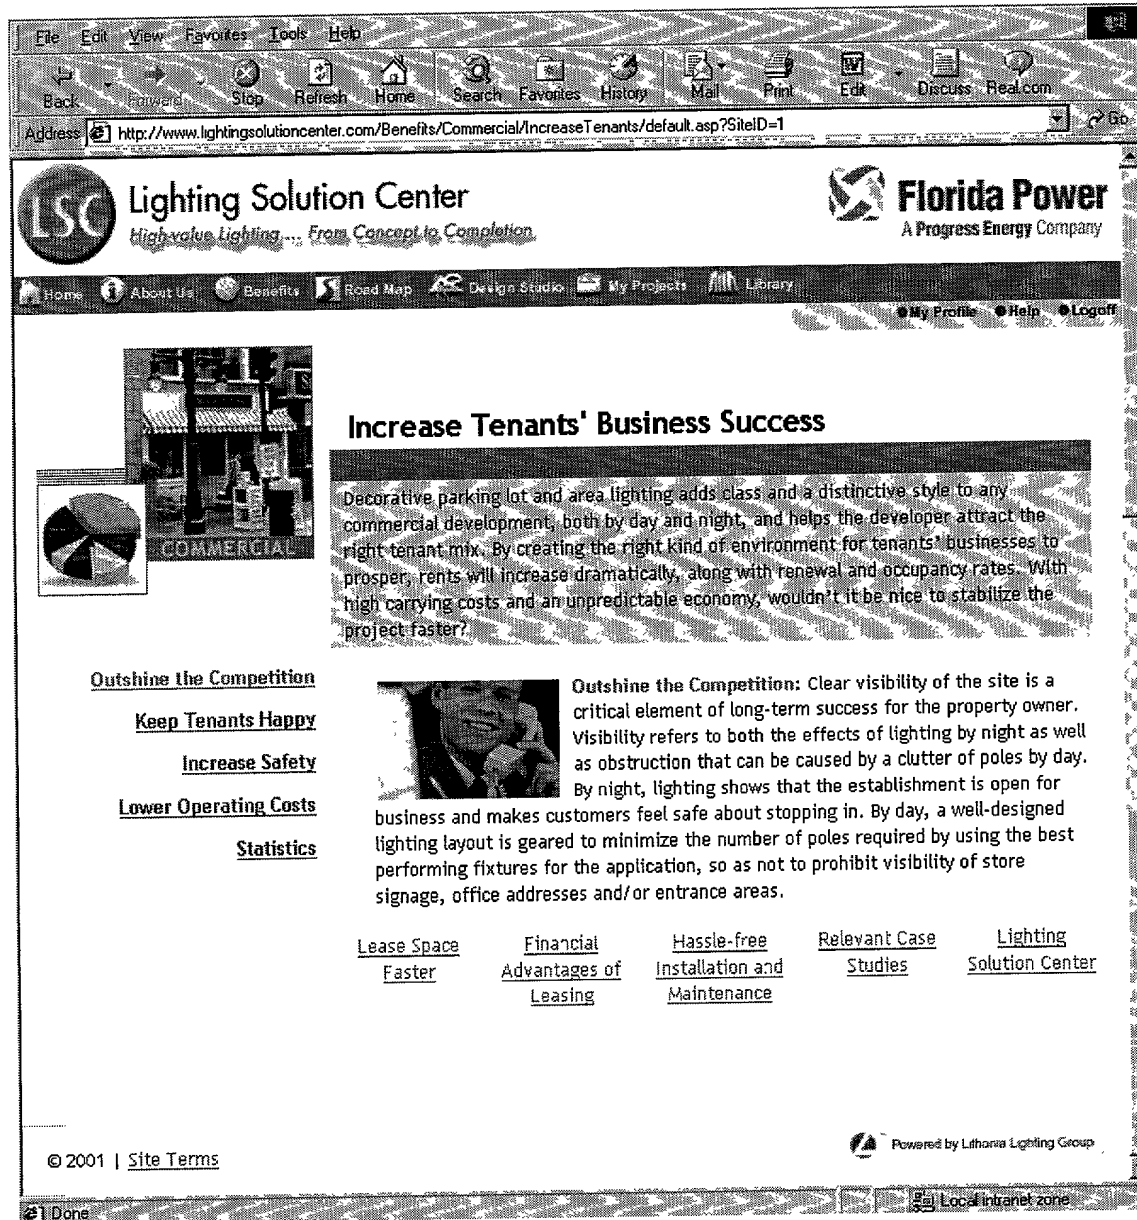 File Edit View Favorites Tools Help
Back Forward Stop Refresh Home Search Favorites History Mail Print Edit Discuss Real.com
Address http://www.lightingsolutioncenter.com/Benefits/Commercial/IncreaseTenants/default.asp?SiteID=1 Go
LSC
Lighting Solution Center
High-value Lighting ... From Concept to Completion
Florida Power
A Progress Energy Company
Home About Us Benefits Road Map Design Studio My Projects Library
My Profile Help Logoff
COMMERCIAL
Increase Tenants' Business Success
Decorative parking lot and area lighting adds class and a distinctive style to any
commercial development, both by day and night, and helps the developer attract the
right tenant mix. By creating the right kind of environment for tenants' businesses to
prosper, rents will increase dramatically, along with renewal and occupancy rates. With
high carrying costs and an unpredictable economy, wouldn't it be nice to stabilize the
project faster?
Outshine the Competition
Keep Tenants Happy
Increase Safety
Lower Operating Costs
Statistics
Outshine the Competition: Clear visibility of the site is a
critical element of long-term success for the property owner.
Visibility refers to both the effects of lighting by night as well
as obstruction that can be caused by a clutter of poles by day.
By night, lighting shows that the establishment is open for
business and makes customers feel safe about stopping in. By day, a well-designed
lighting layout is geared to minimize the number of poles required by using the best
performing fixtures for the application, so as not to prohibit visibility of store
signage, office addresses and/or entrance areas.
Lease Space
Faster
Financial
Advantages of
Leasing
Hassle-free
Installation and
Maintenance
Relevant Case
Studies
Lighting
Solution Center
© 2001 | Site Terms
Powered by Lithonia Lighting Group
Done
Local intranet zone